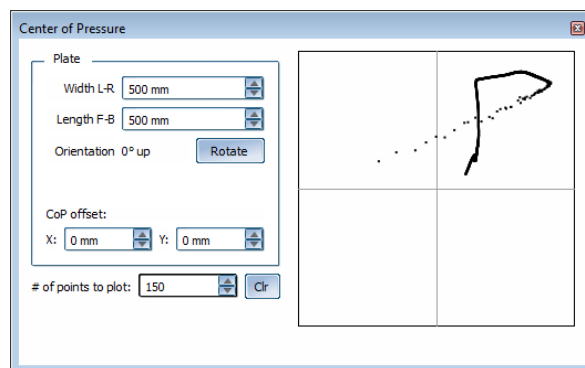 Center of Pressure
Plate
Width L-R 500 mm
Length F-B 500 mm
Orientation 0° up Rotate
CoP offset:
X: 0 mm Y: 0 mm
# of points to plot: 150 Clr